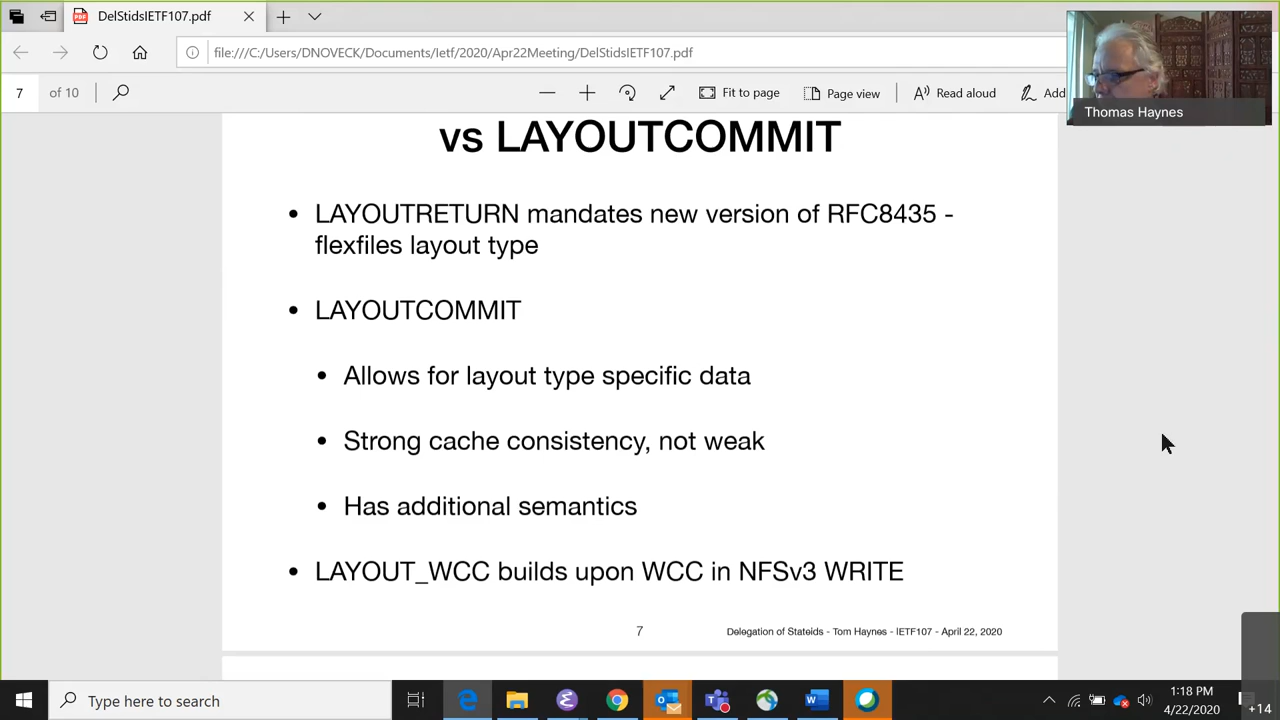 DelStidsIETF107.pdf
file:///C:/Users/DNOVECK/Documents/Ietf/2020/Apr22Meeting/DelStidsIETF107.pdf
7 of 10
Fit to page
Page view
Read aloud
Add
Thomas Haynes
vs LAYOUTCOMMIT
• LAYOUTRETURN mandates new version of RFC8435 -
flexfiles layout type
• LAYOUTCOMMIT
• Allows for layout type specific data
• Strong cache consistency, not weak
• Has additional semantics
• LAYOUT_WCC builds upon WCC in NFSv3 WRITE
7
Delegation of Stateids - Tom Haynes - IETF107 - April 22, 2020
Type here to search
1:18 PM
4/22/2020
+14